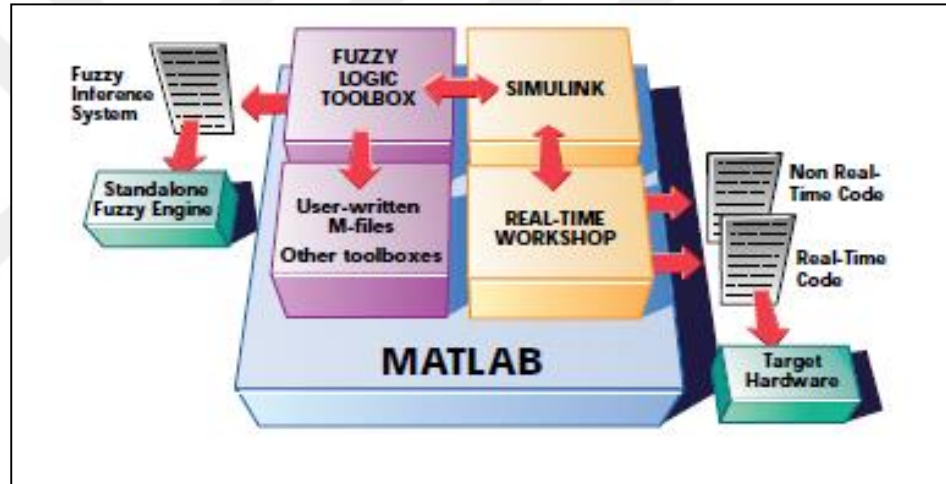 FUZZY
LOGIC
TOOLBOX
SIMULINK
Fuzzy
Inference
System
Standalone
Fuzzy Engine
User-written
M-files
Other toolboxes
REAL-TIME
WORKSHOP
Non Real-
Time Code
Real-Time
Code
MATLAB
Target
Hardware